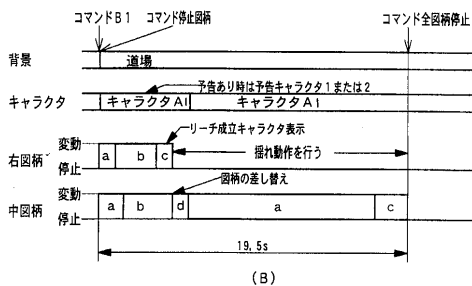 コマンドB1
コマンド停止図柄
コマンド全図柄停止
背景
道場
予告あり時は予告キャラクタ1または2
キャラクタ
キャラクタA1
キャラクタA1
リーチ成立キャラクタ表示
右図柄
変動
停止
a
b
c
揺れ動作を行う
図柄の差し替え
中図柄
変動
停止
a
b
d
a
c
19.5s
(B)